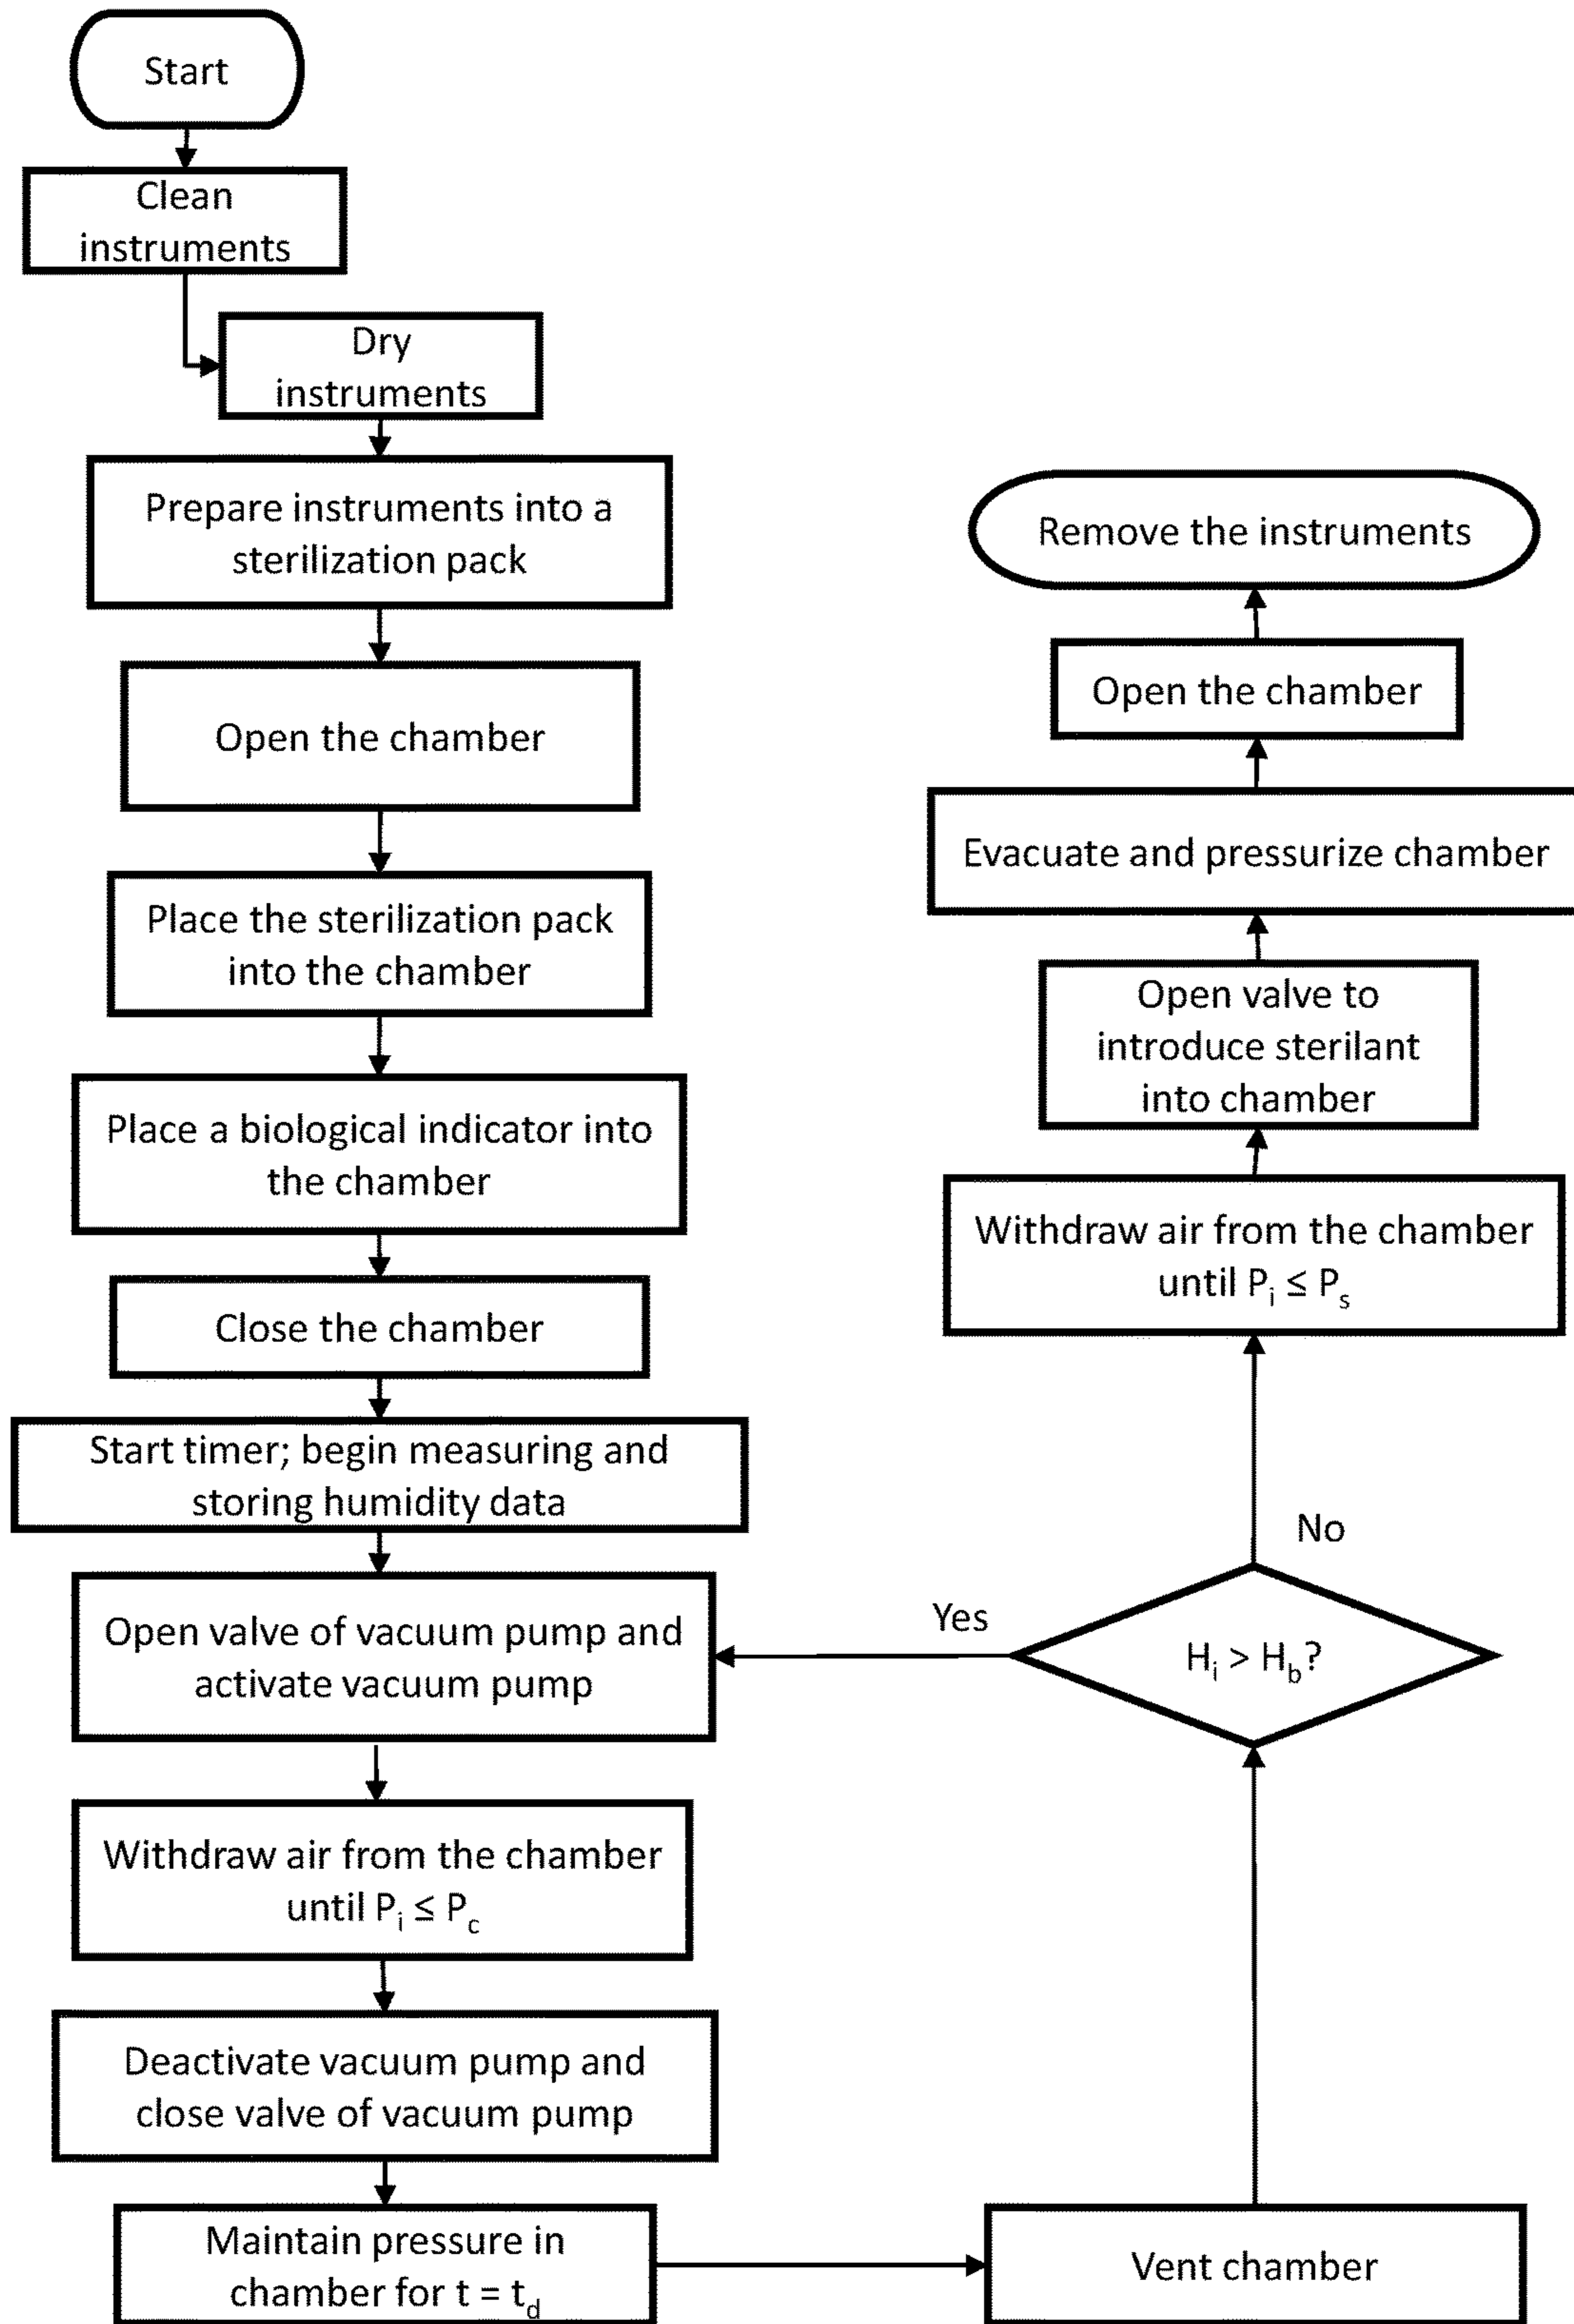 Start
Clean
instruments
Dry
instruments
Prepare instruments into a
sterilization pack
Open the chamber
Place the sterilization pack
into the chamber
Place a biological indicator into
the chamber
Close the chamber
Start timer; begin measuring and
storing humidity data
Open valve of vacuum pump and
activate vacuum pump
Withdraw air from the chamber
until Pi ≤ Pc
Deactivate vacuum pump and
close valve of vacuum pump
Maintain pressure in
chamber for t = td
Vent chamber
Hi > Hb?
Yes
No
Withdraw air from the chamber
until Pi ≤ Ps
Open valve to
introduce sterilant
into chamber
Evacuate and pressurize chamber
Open the chamber
Remove the instruments